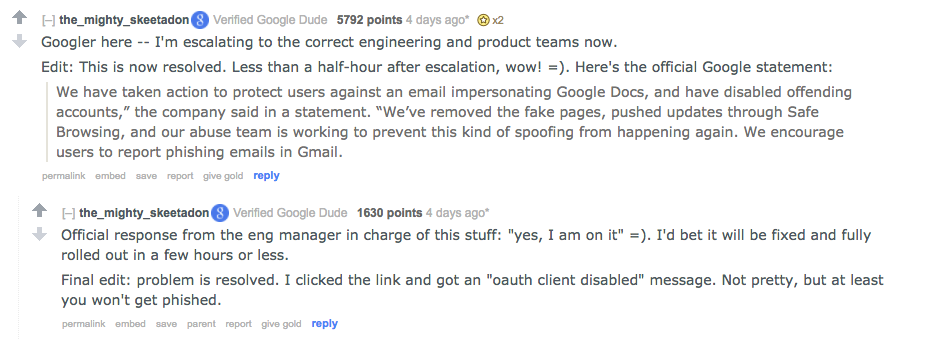 [–] the_mighty_skeetadon 8 Verified Google Dude 5792 points 4 days ago* x2
Googler here -- I'm escalating to the correct engineering and product teams now.
Edit: This is now resolved. Less than a half-hour after escalation, wow! =). Here's the official Google statement:
We have taken action to protect users against an email impersonating Google Docs, and have disabled offending
accounts,” the company said in a statement. “We’ve removed the fake pages, pushed updates through Safe
Browsing, and our abuse team is working to prevent this kind of spoofing from happening again. We encourage
users to report phishing emails in Gmail.
permalink embed save report give gold reply
[–] the_mighty_skeetadon 8 Verified Google Dude 1630 points 4 days ago*
Official response from the eng manager in charge of this stuff: "yes, I am on it" =). I'd bet it will be fixed and fully
rolled out in a few hours or less.
Final edit: problem is resolved. I clicked the link and got an "oauth client disabled" message. Not pretty, but at least
you won't get phished.
permalink embed save parent report give gold reply